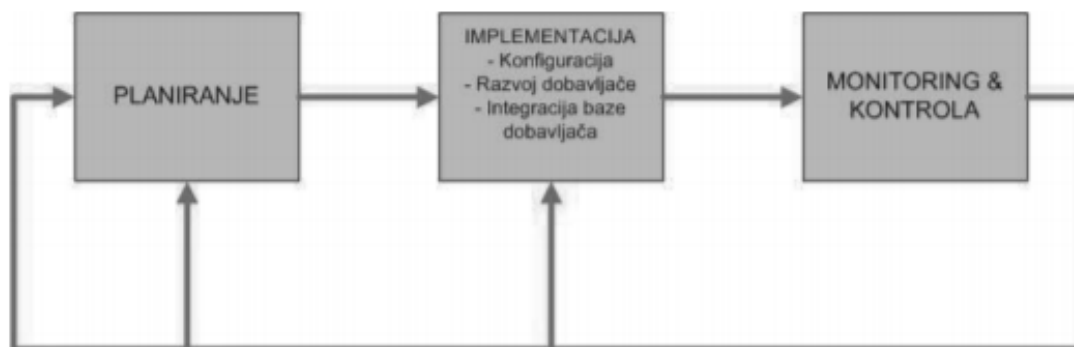 PLANIRANJE
IMPLEMENTACIJA
- Konfiguracija
- Razvoj dobavljače
- Integracija baze
dobavljača
MONITORING &
KONTROLA